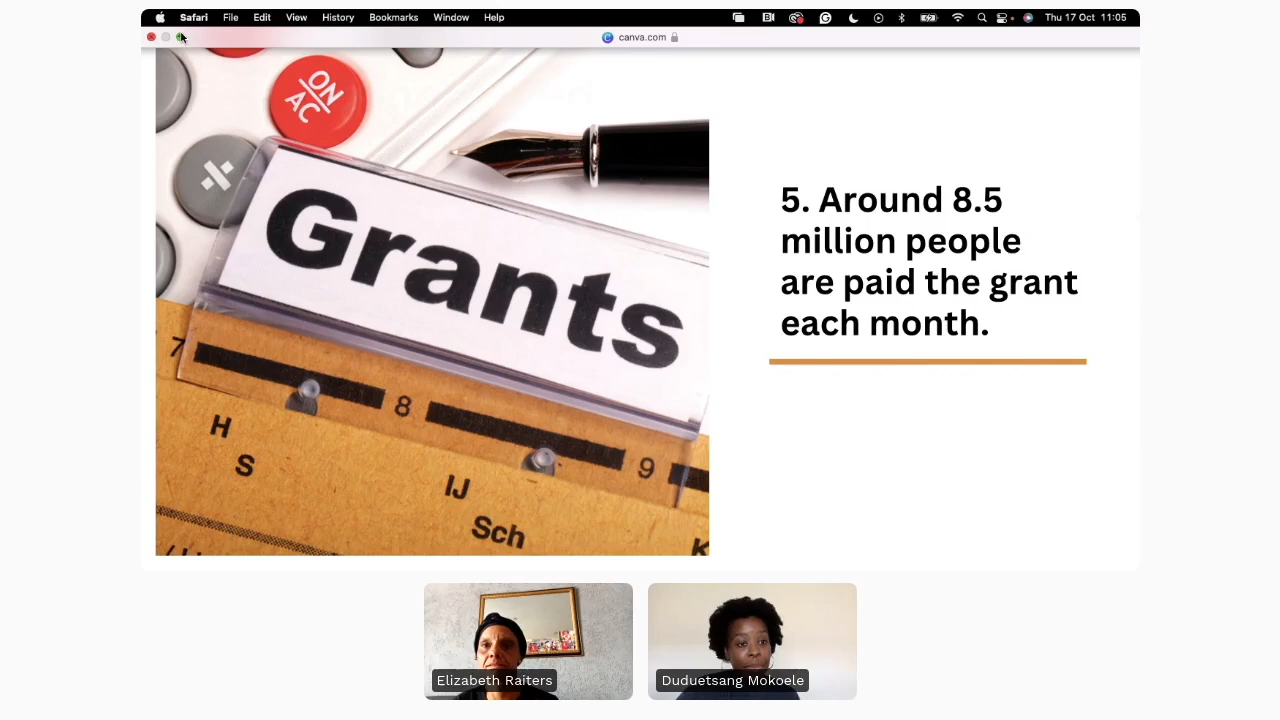 Safari File Edit View History Bookmarks Window Help Thu 17 Oct 11:05
canva.com
ON
AC
Grants
5. Around 8.5
million people
are paid the grant
each month.
7
8
9
H
S
IJ
Sch
K
Elizabeth Raiters
Duduetsang Mokoele